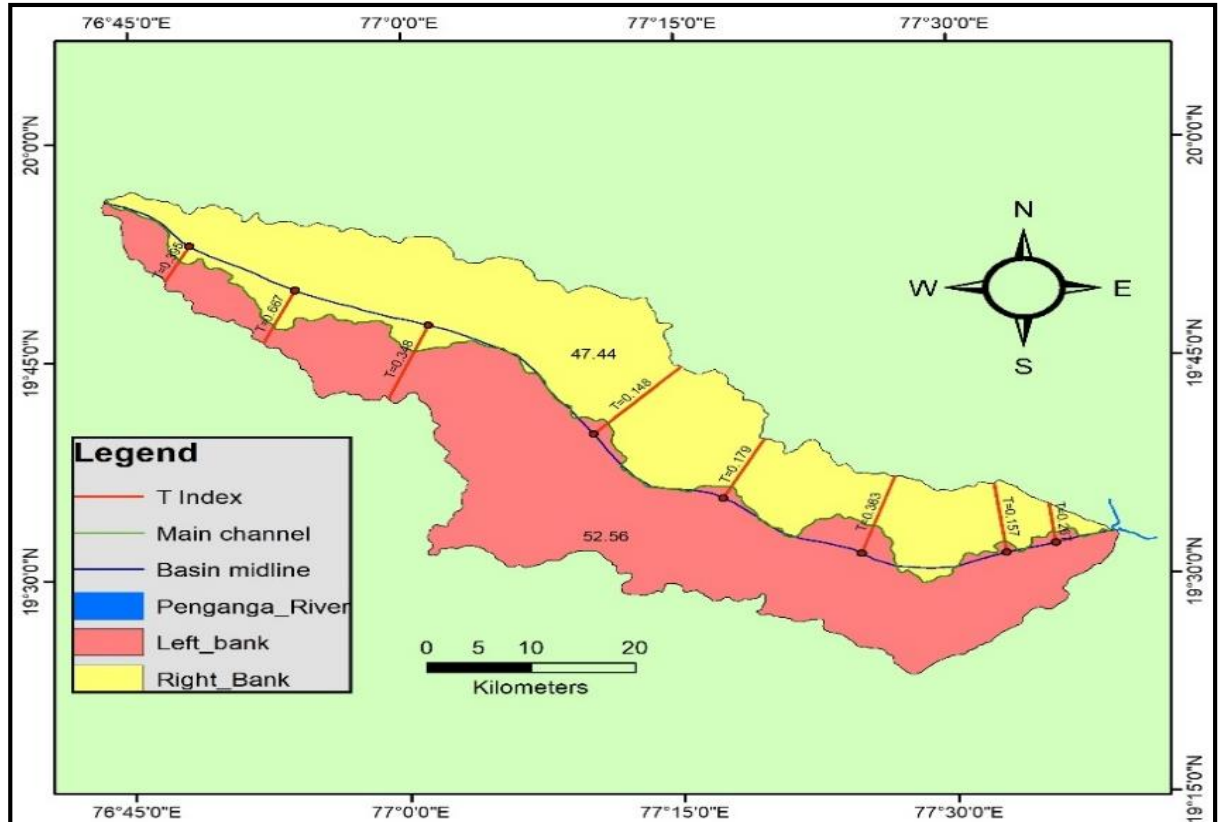 76°45'0"E 77°0'0"E 77°15'0"E 77°30'0"E
20°0'0"N
20°0'0"N
N
W E
S
T=0.395
T=0.667
T=0.348
47.44
T=0.148
19°45'0"N
19°45'0"N
T=0.179
T=0.383
T=0.157
52.56
19°30'0"N
19°30'0"N
Legend
T Index
Main channel
Basin midline
Penganga_River
Left_bank
Right_Bank
0 5 10 20
Kilometers
19°15'0"N
76°45'0"E 77°0'0"E 77°15'0"E 77°30'0"E